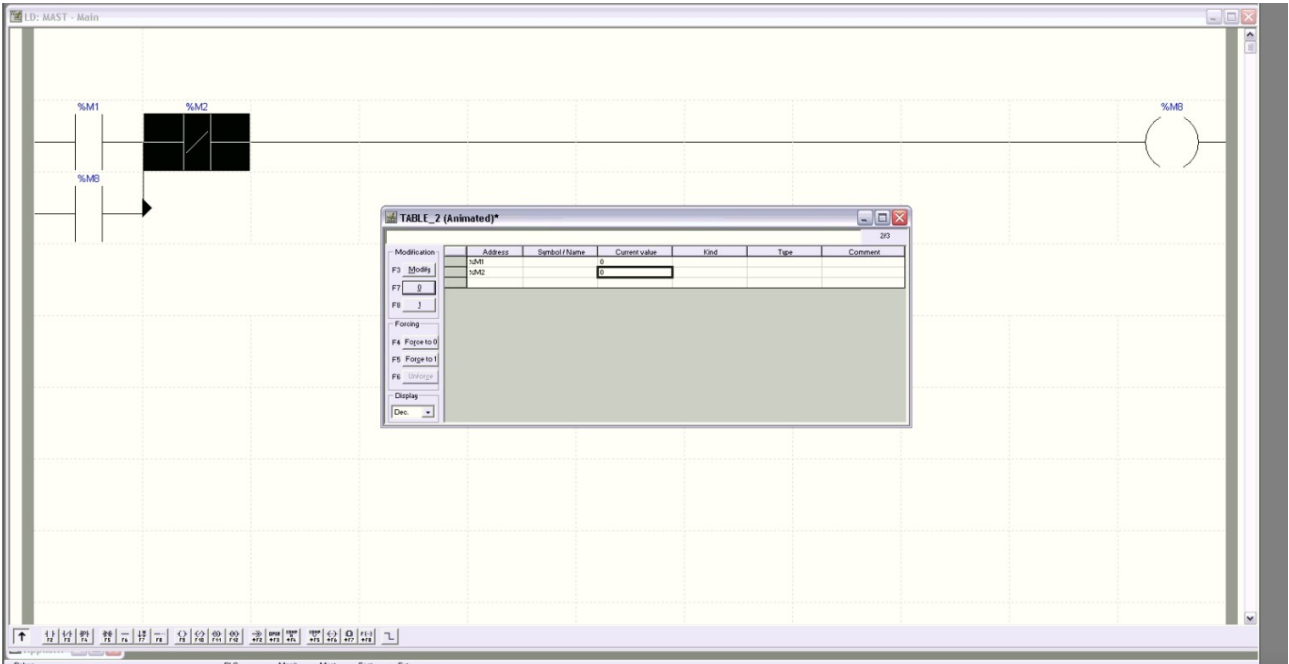 LD: MAST - Main
%M1 %M2 %M8
%M8
TABLE_2 (Animated)*
2/3
Modification Address Symbol / Name Current value Kind Type Comment
%M1 0
F3 Modify %M2 0
F7 0
F8 1
Forcing
F4 Force to 0
F5 Force to 1
F6 Unforce
Display
Dec.